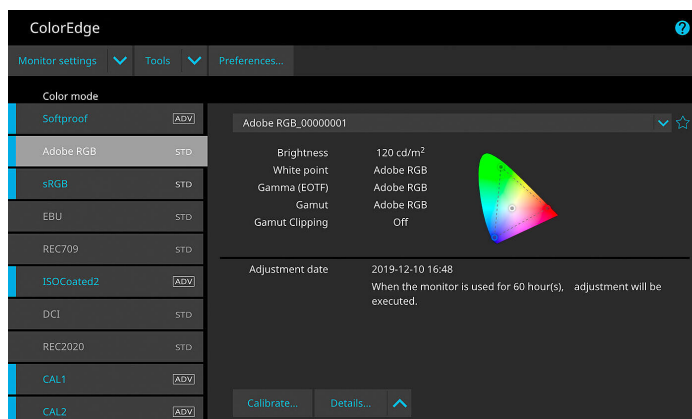 ColorEdge
?
Monitor settings Tools Preferences...
Color mode
Softproof ADV
Adobe RGB STD
sRGB STD
EBU STD
REC709 STD
ISOCoated2 ADV
DCI STD
REC2020 STD
CAL1 ADV
CAL2 ADV
Adobe RGB_00000001
Brightness 120 cd/m²
White point Adobe RGB
Gamma (EOTF) Adobe RGB
Gamut Adobe RGB
Gamut Clipping Off
Adjustment date 2019-12-10 16:48
When the monitor is used for 60 hour(s), adjustment will be
executed.
Calibrate... Details...